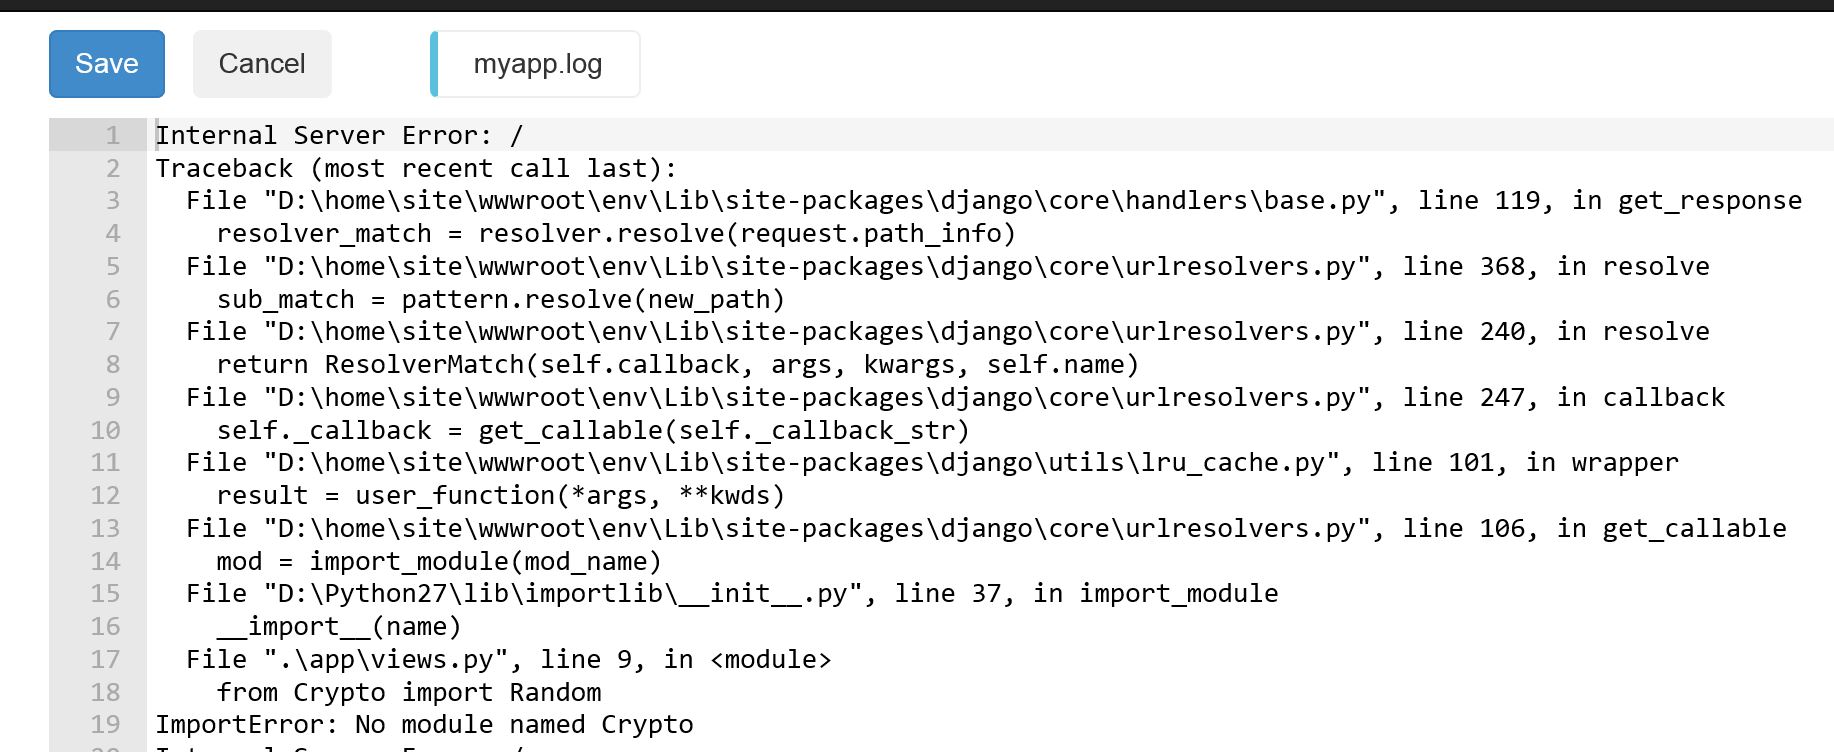 Save Cancel myapp.log
1 Internal Server Error: /
2 Traceback (most recent call last):
3   File "D:\home\site\wwwroot\env\Lib\site-packages\django\core\handlers\base.py", line 119, in get_response
4     resolver_match = resolver.resolve(request.path_info)
5   File "D:\home\site\wwwroot\env\Lib\site-packages\django\core\urlresolvers.py", line 368, in resolve
6     sub_match = pattern.resolve(new_path)
7   File "D:\home\site\wwwroot\env\Lib\site-packages\django\core\urlresolvers.py", line 240, in resolve
8     return ResolverMatch(self.callback, args, kwargs, self.name)
9   File "D:\home\site\wwwroot\env\Lib\site-packages\django\core\urlresolvers.py", line 247, in callback
10     self._callback = get_callable(self._callback_str)
11   File "D:\home\site\wwwroot\env\Lib\site-packages\django\utils\lru_cache.py", line 101, in wrapper
12     result = user_function(*args, **kwds)
13   File "D:\home\site\wwwroot\env\Lib\site-packages\django\core\urlresolvers.py", line 106, in get_callable
14     mod = import_module(mod_name)
15   File "D:\Python27\lib\importlib\__init__.py", line 37, in import_module
16     __import__(name)
17   File ".\app\views.py", line 9, in <module>
18     from Crypto import Random
19 ImportError: No module named Crypto